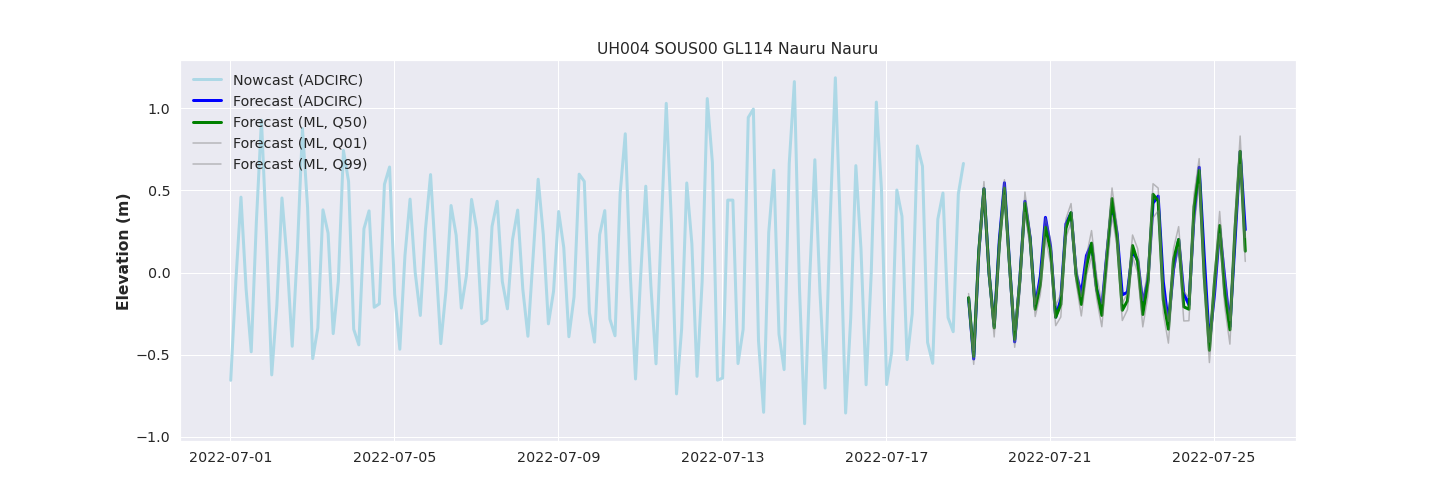 UH004 SOUS00 GL114 Nauru Nauru
Nowcast (ADCIRC)
Forecast (ADCIRC)
Forecast (ML, Q50)
Forecast (ML, Q01)
Forecast (ML, Q99)
Elevation (m)
1.0
0.5
0.0
−0.5
−1.0
2022-07-01 2022-07-05 2022-07-09 2022-07-13 2022-07-17 2022-07-21 2022-07-25